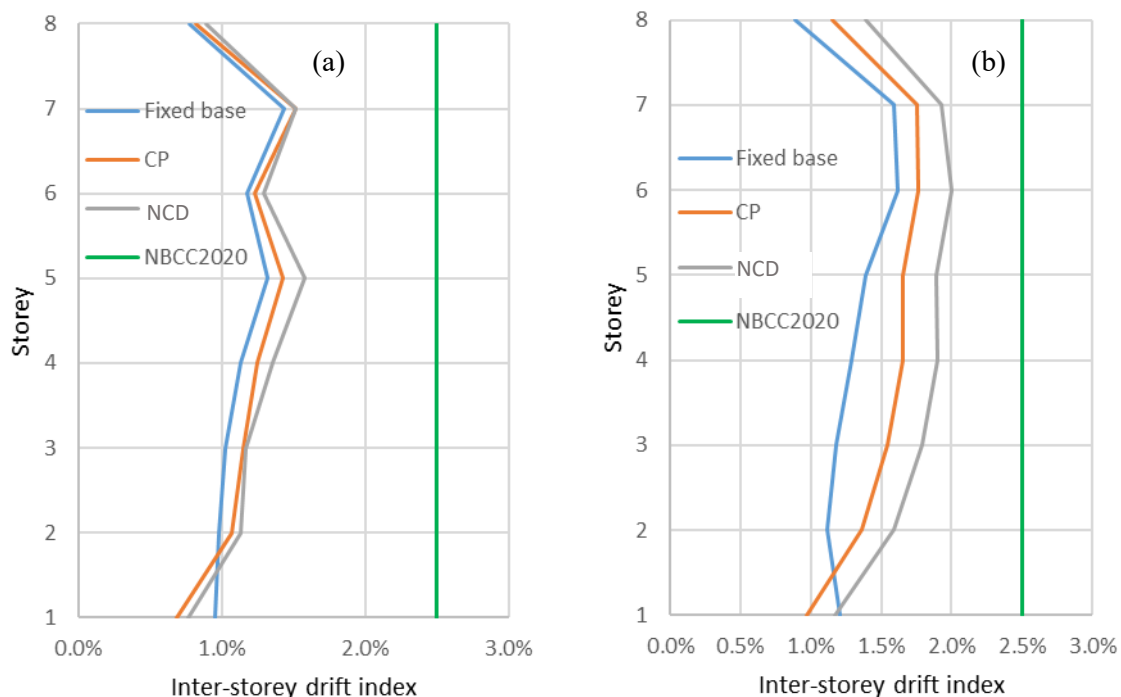 (a)
8
7
6
5
4
3
2
1
Storey
Fixed base
CP
NCD
NBCC2020
0.0%
1.0%
2.0%
3.0%
Inter-storey drift index
(b)
8
7
6
5
4
3
2
1
Storey
Fixed base
CP
NCD
NBCC2020
0.0%
0.5%
1.0%
1.5%
2.0%
2.5%
3.0%
Inter-storey drift index